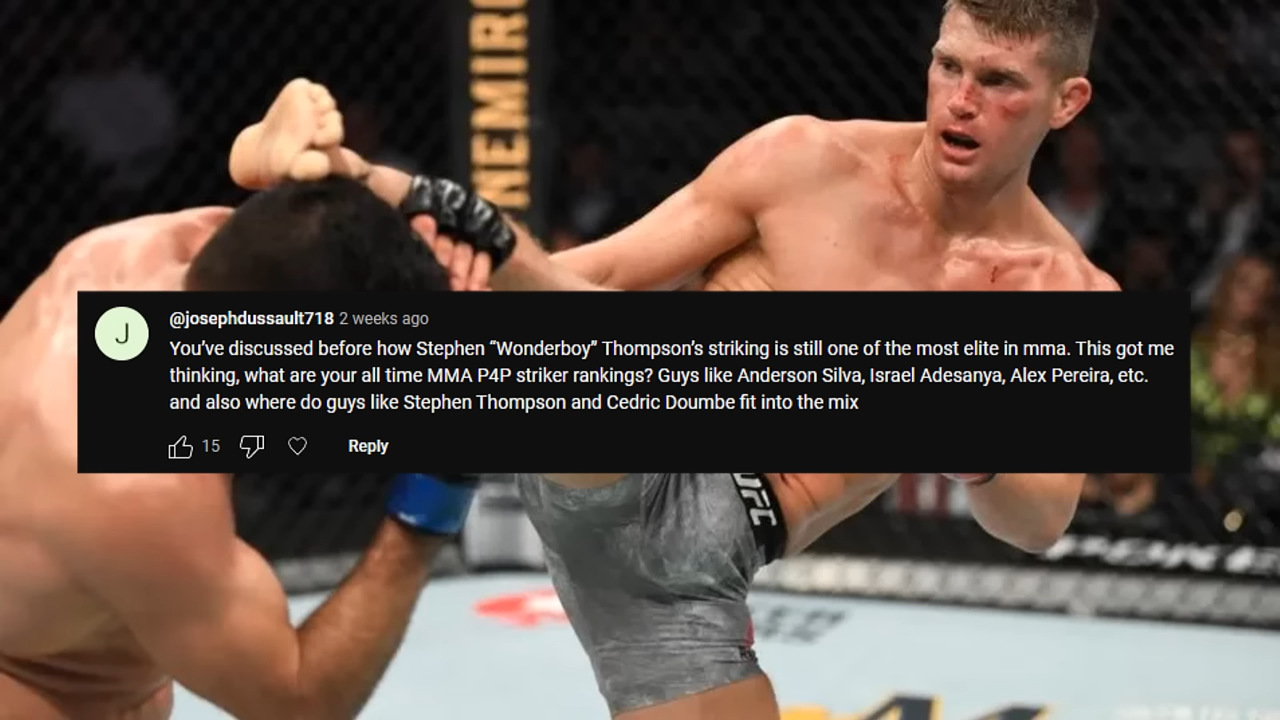 NEMIRO
J
@josephdussault718 2 weeks ago
You’ve discussed before how Stephen “Wonderboy” Thompson’s striking is still one of the most elite in mma. This got me
thinking, what are your all time MMA P4P striker rankings? Guys like Anderson Silva, Israel Adesanya, Alex Pereira, etc.
and also where do guys like Stephen Thompson and Cedric Doumbe fit into the mix
15
Reply
UFC
POKE